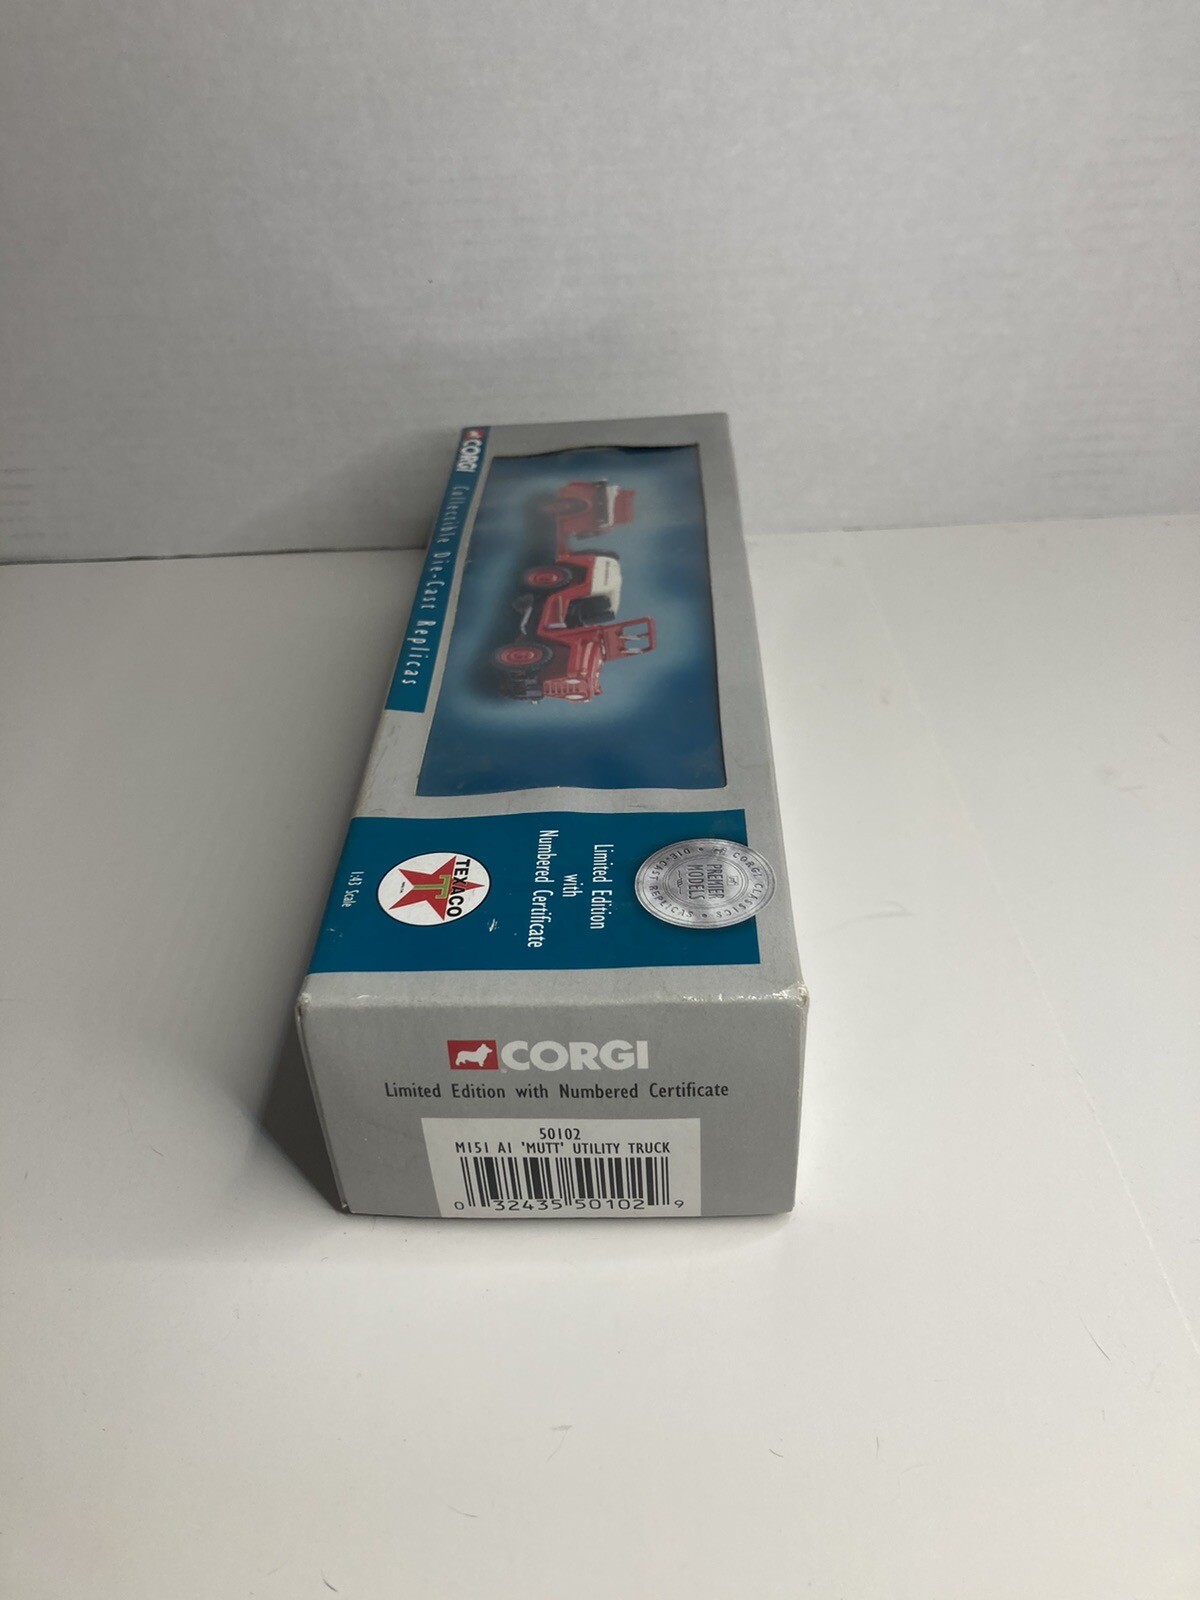 CORGI Collectible Die-Cast Replicas
Limited Edition
with
Numbered Certificate
CORGI CLASSICS • DIE-CAST REPLICAS •
PREMIER
MODELS
TEXACO
T
1:43 Scale
CORGI
Limited Edition with Numbered Certificate
50102
M151 A1 'MUTT' UTILITY TRUCK
0 32435 50102 9